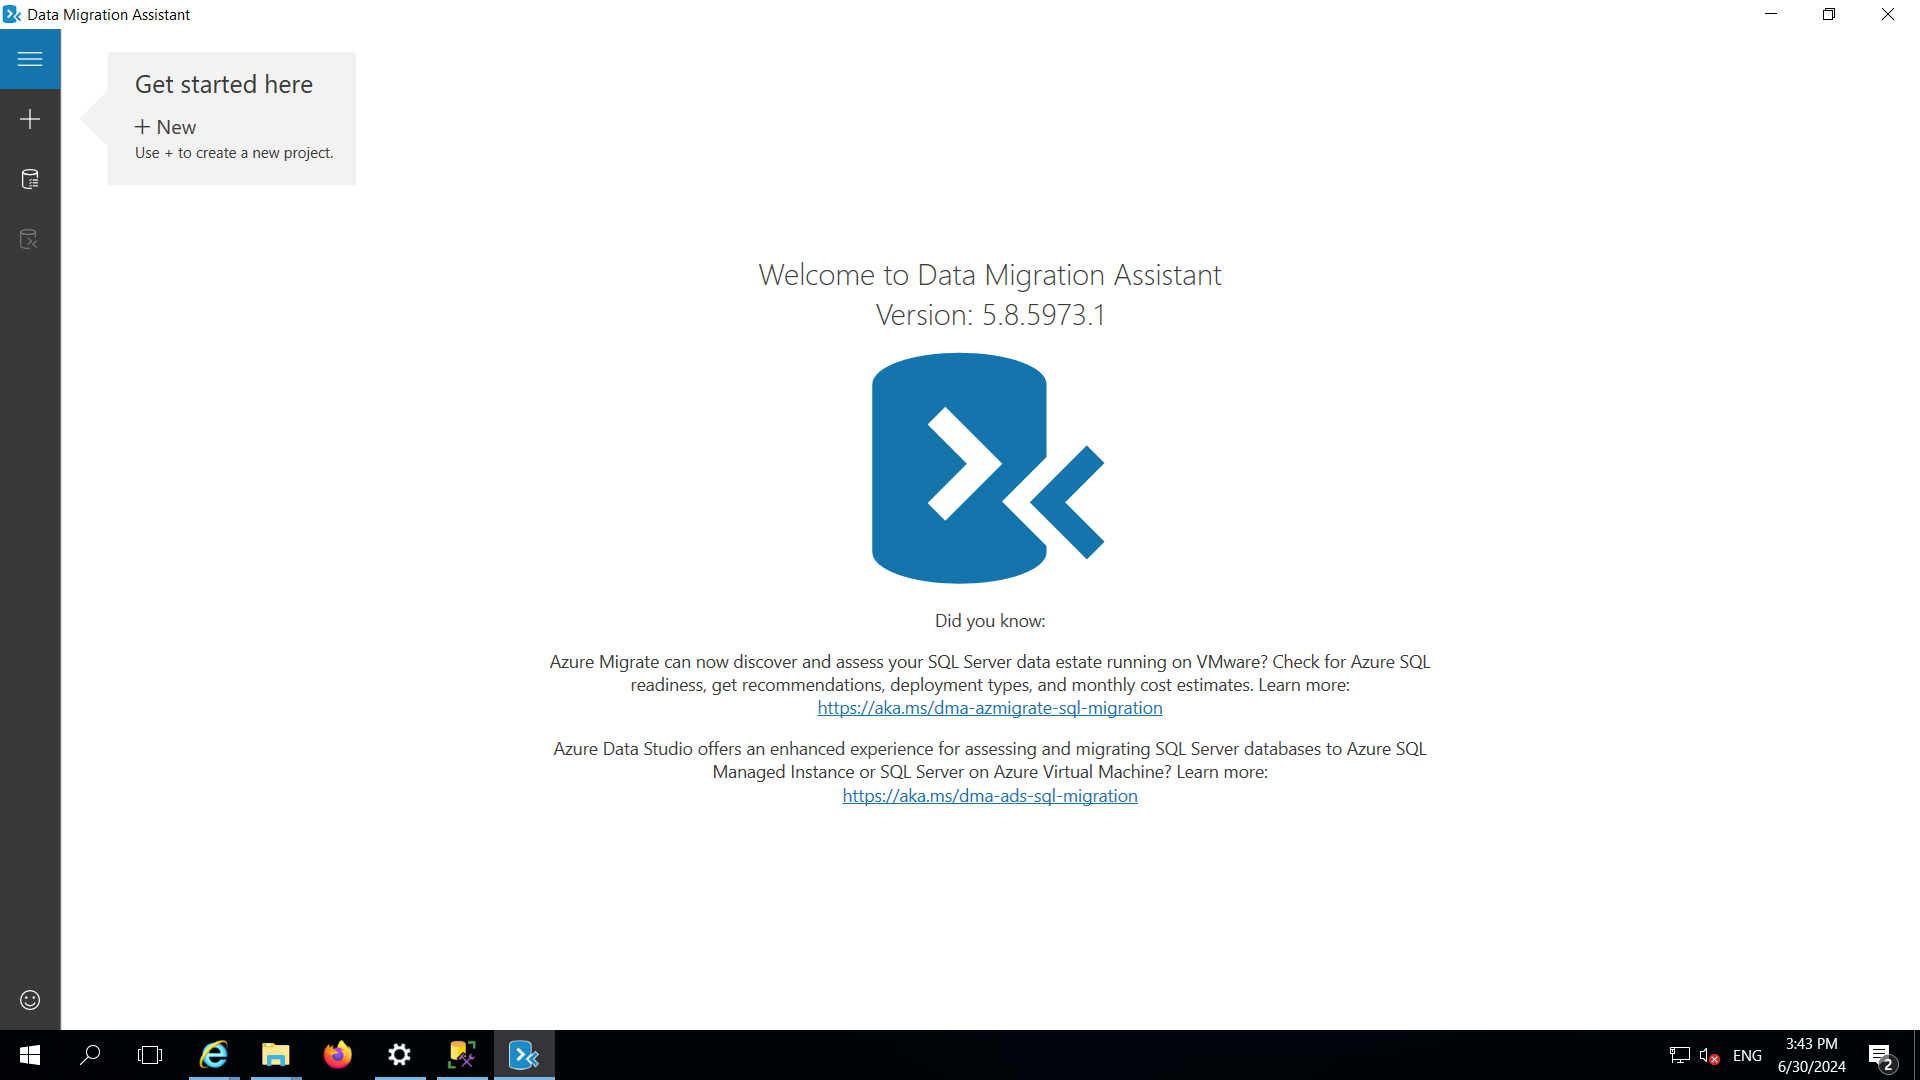 Data Migration Assistant
Get started here
+ New
Use + to create a new project.
Welcome to Data Migration Assistant
Version: 5.8.5973.1
Did you know:
Azure Migrate can now discover and assess your SQL Server data estate running on VMware? Check for Azure SQL
readiness, get recommendations, deployment types, and monthly cost estimates. Learn more:
https://aka.ms/dma-azmigrate-sql-migration
Azure Data Studio offers an enhanced experience for assessing and migrating SQL Server databases to Azure SQL
Managed Instance or SQL Server on Azure Virtual Machine? Learn more:
https://aka.ms/dma-ads-sql-migration
ENG
3:43 PM
6/30/2024
2